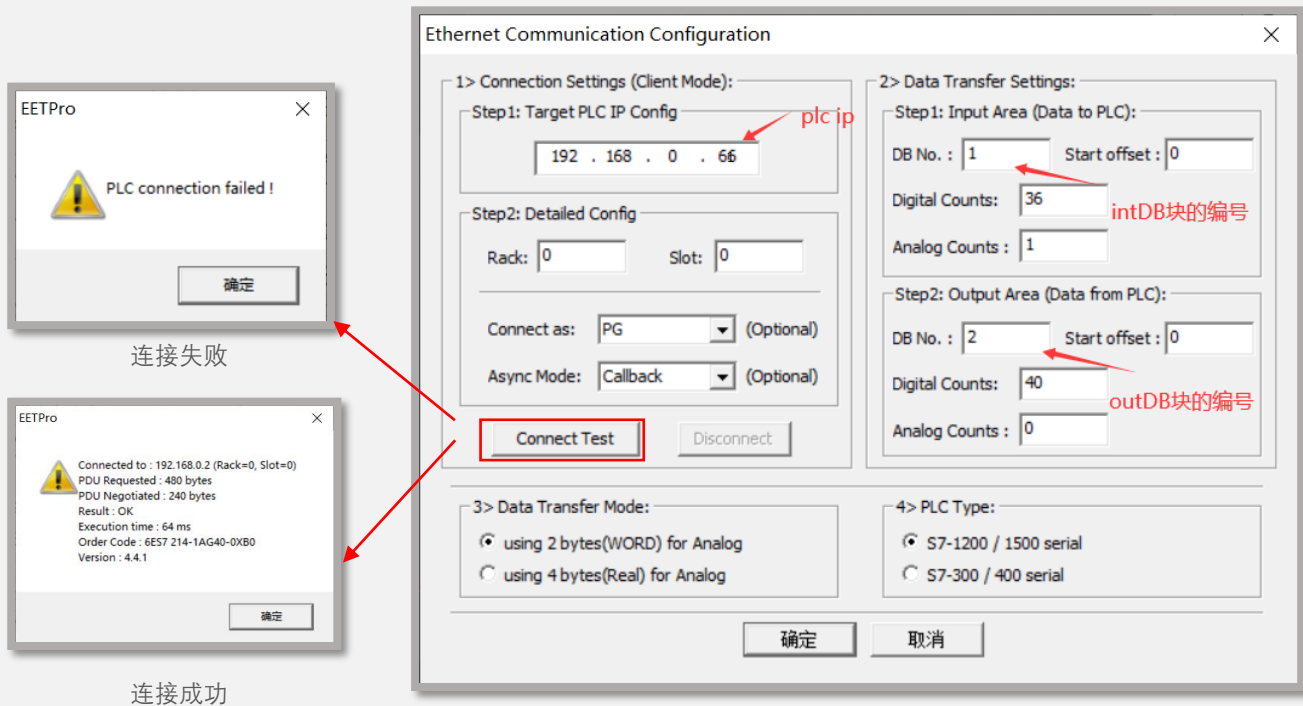 EETPro
PLC connection failed !
确定
连接失败
EETPro
Connected to : 192.168.0.2 (Rack=0, Slot=0)
PDU Requested : 480 bytes
PDU Negotiated : 240 bytes
Result : OK
Execution time : 64 ms
Order Code : 6ES7 214-1AG40-0XB0
Version : 4.4.1
确定
连接成功
Ethernet Communication Configuration
1> Connection Settings (Client Mode):
Step1: Target PLC IP Config
plc ip
192 . 168 . 0 . 66
Step2: Detailed Config
Rack: 0 Slot: 0
Connect as: PG (Optional)
Async Mode: Callback (Optional)
Connect Test Disconnect
2> Data Transfer Settings:
Step1: Input Area (Data to PLC):
DB No. : 1 Start offset : 0
Digital Counts: 36
intDB块的编号
Analog Counts : 1
Step2: Output Area (Data from PLC):
DB No. : 2 Start offset : 0
Digital Counts: 40
outDB块的编号
Analog Counts : 0
3> Data Transfer Mode:
using 2 bytes(WORD) for Analog
using 4 bytes(Real) for Analog
4> PLC Type:
S7-1200 / 1500 serial
S7-300 / 400 serial
确定 取消